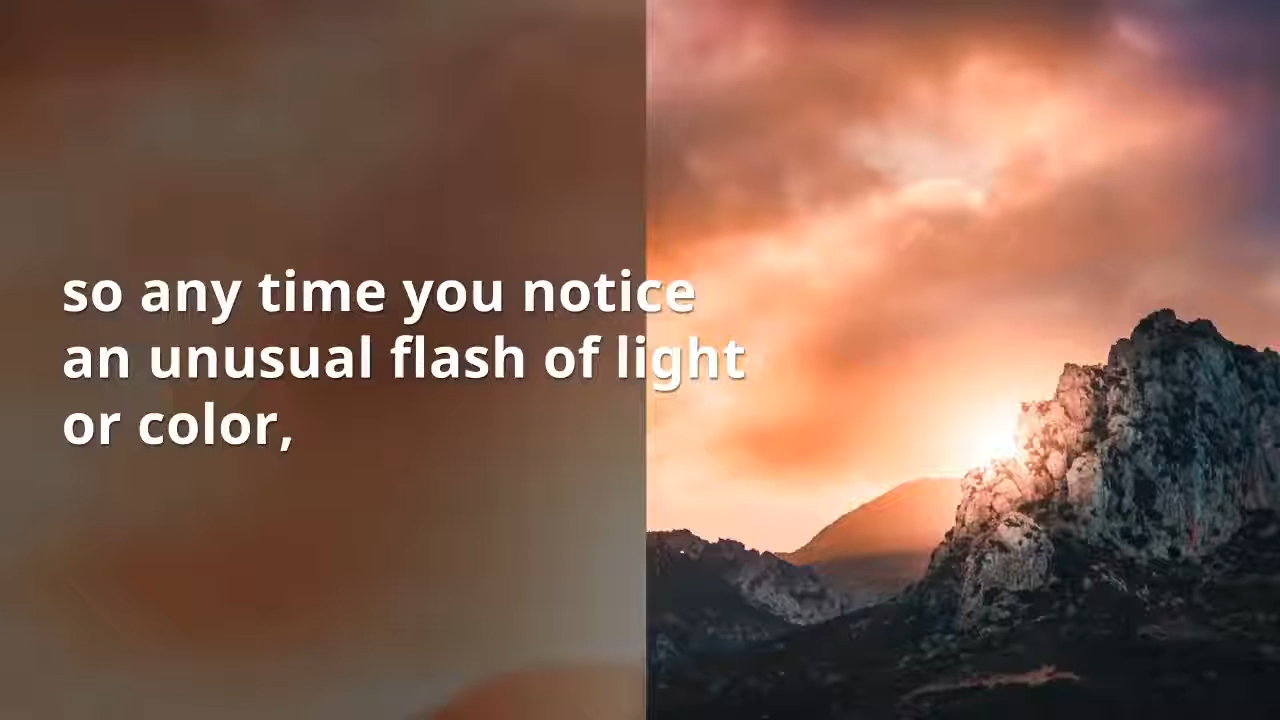 so any time you notice
an unusual flash of light
or color,